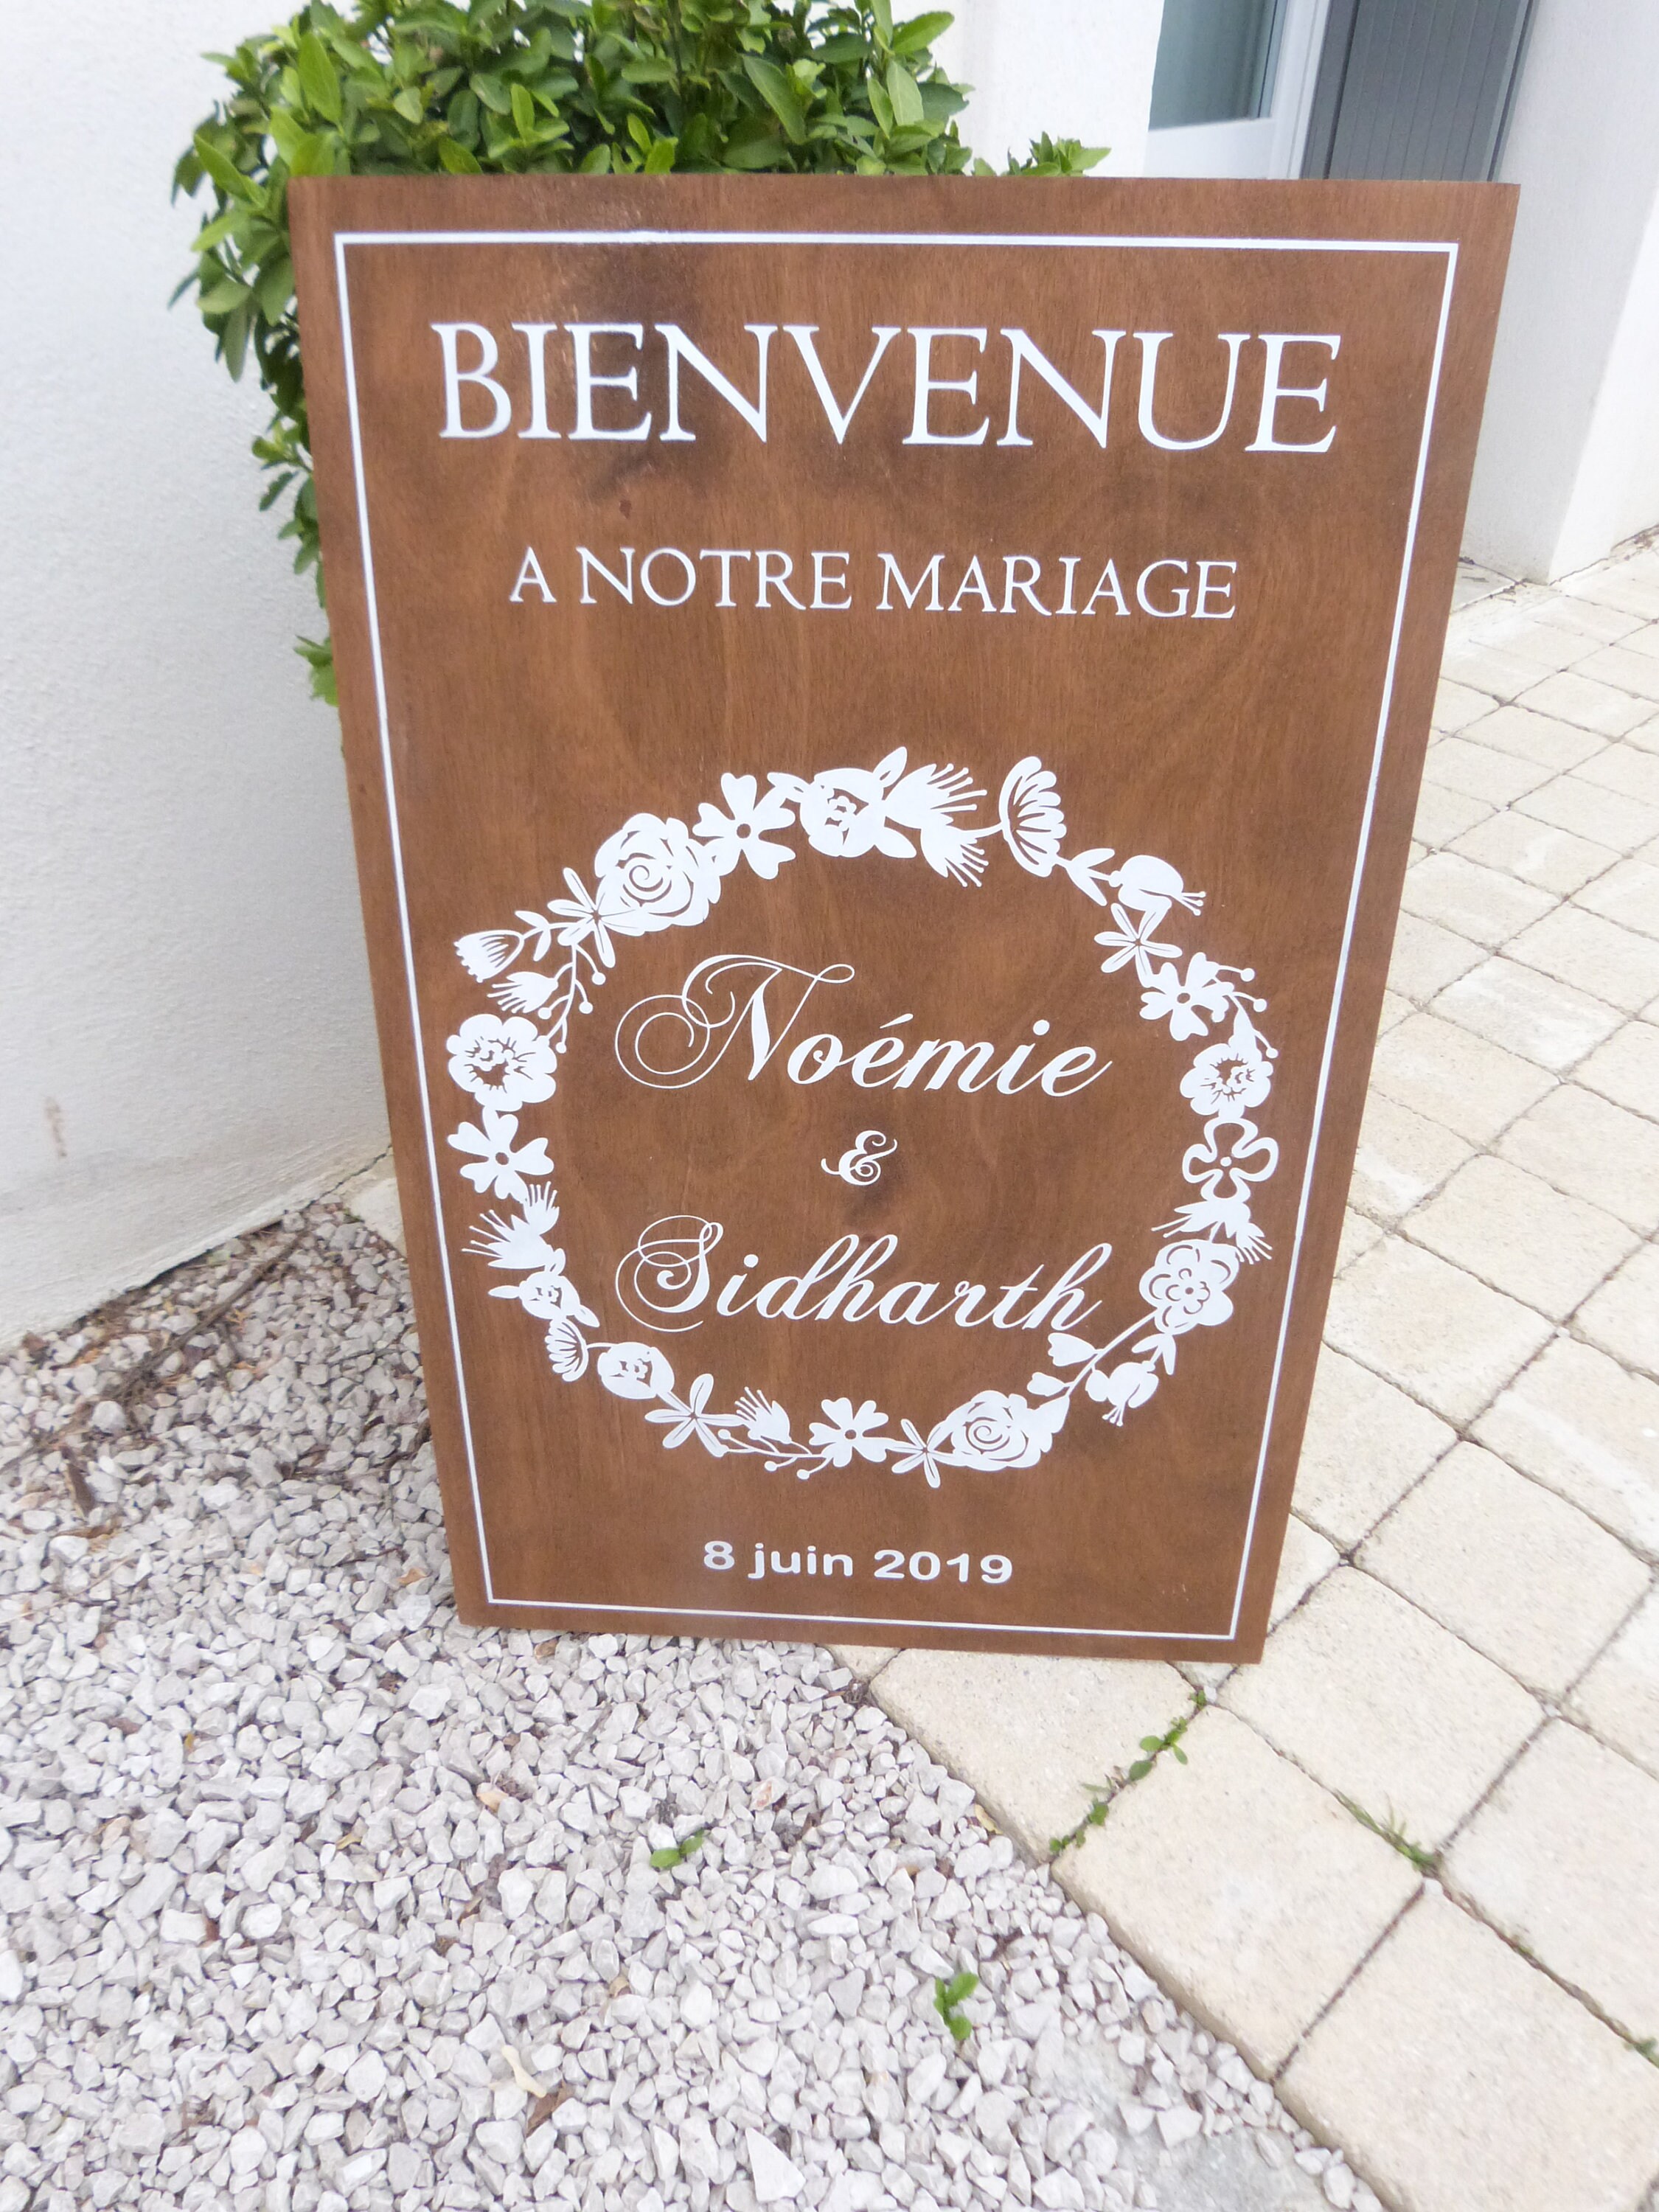 BIENVENUE
A NOTRE MARIAGE
Noémie
&
Sidharth
8 juin 2019